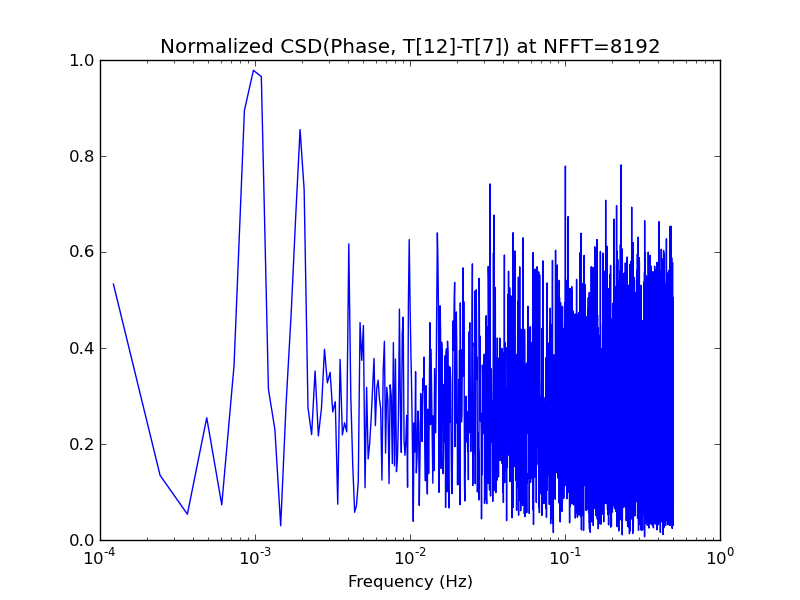 Normalized CSD(Phase, T[12]-T[7]) at NFFT=8192
1.0
0.8
0.6
0.4
0.2
0.0
10^-4 10^-3 10^-2 10^-1 10^0
Frequency (Hz)